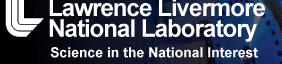 Lawrence Livermore
National Laboratory
Science in the National Interest